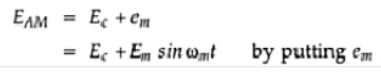 E_AM = E_c + e_m
= E_c + E_m sin ω_m t by putting e_m